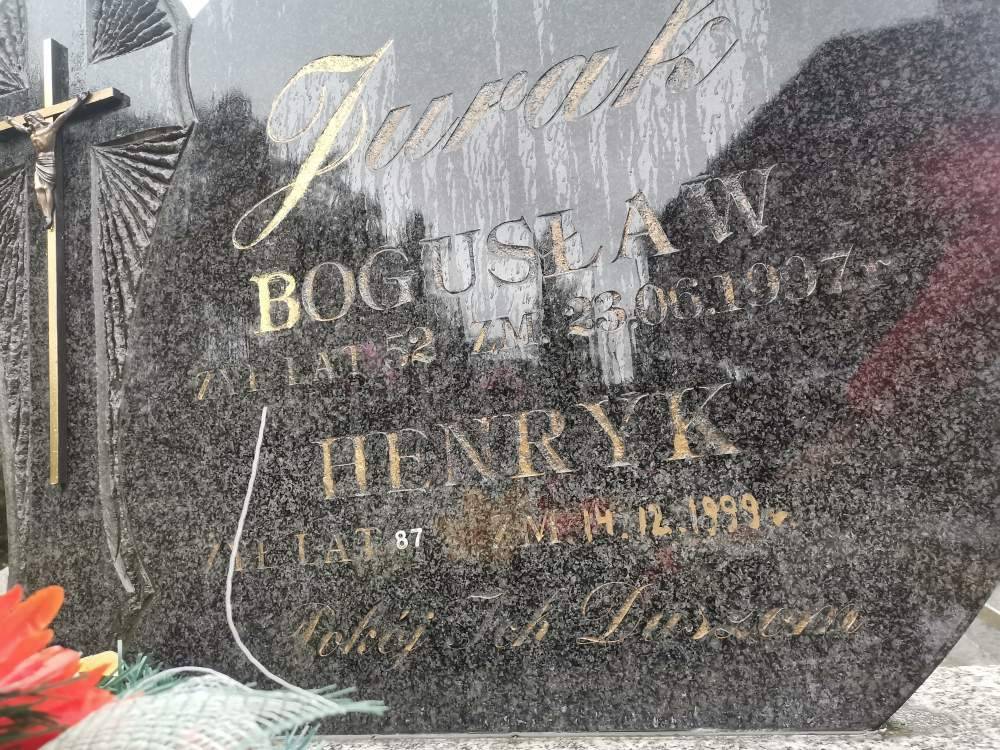 Jurak
BOGUSŁAW
ŻYŁ LAT 52 ZM. 23.06.1997 r.
HENRYK
ŻYŁ LAT 87 ZM 14.12.1999 r
Pokój Ich Duszom